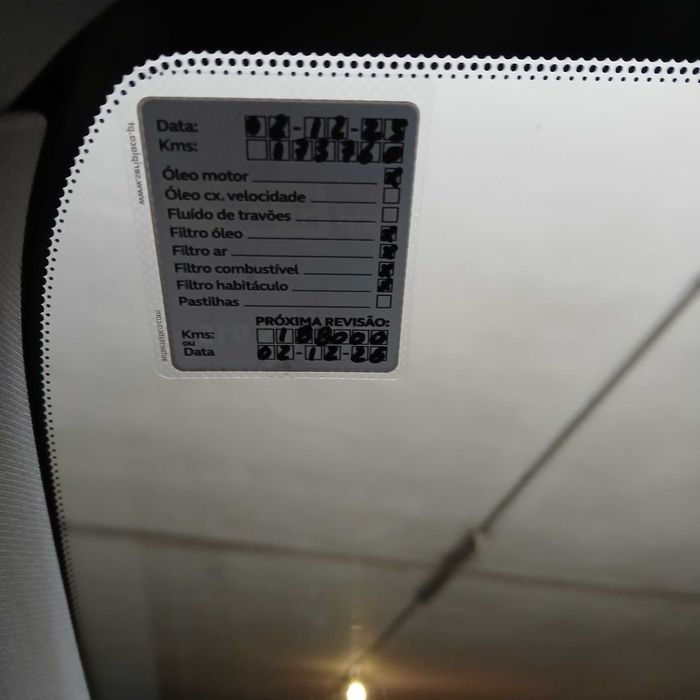 Data: 02-12-25
Kms: 173760
Óleo motor
Óleo cx. velocidade
Fluído de travões
Filtro óleo
Filtro ar
Filtro combustível
Filtro habitáculo
Pastilhas
PRÓXIMA REVISÃO:
Kms: 188000
ou
Data 02-12-26